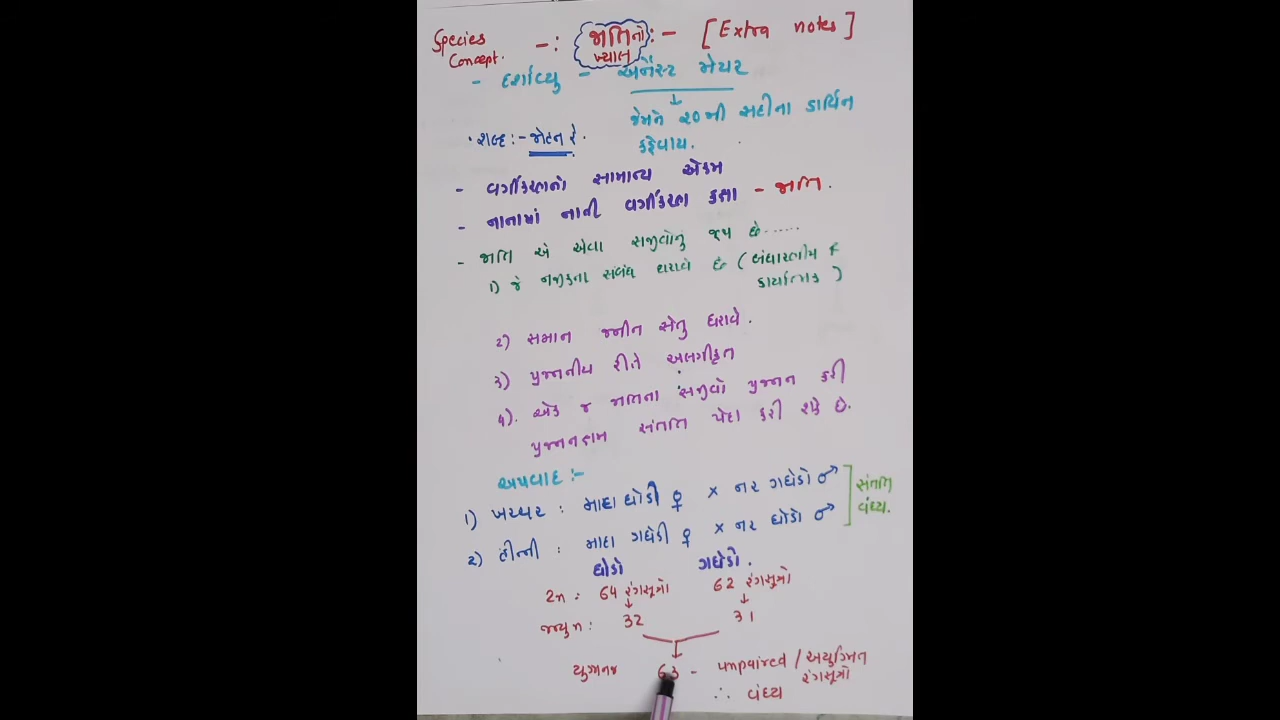 Species Concept. -: જાતિનો ખ્યાલ :- [Extra notes]
- દર્શાવ્યુ - અર્નેસ્ટ મેયર
↓
જેમને ૨૦મી સદીના ડાર્વિન
કહેવાય.
· શબ્દ :- જોહન રે.
- વર્ગીકરણનો સામાન્ય એકમ
- નાનામાં નાની વર્ગીકરણ કક્ષા - જાતિ.
- જાતિ એ એવા સજીવોનું જૂથ છે......
1) જે નજીકના સંબંધ ધરાવે છે (બંધારણીય &
કાર્યાત્મક)
2) સમાન જનીન સેતુ ધરાવે.
3) પ્રજનનીય રીતે અલગીકૃત
4). એક જ જાતિના સજીવો પ્રજનન કરી
પ્રજનનક્ષમ સંતતિ પેદા કરી શકે છે.
અપવાદ :-
1) ખચ્ચર : માદા ઘોડી ♀ × નર ગધેડો ♂ ] સંતતિ
વંધ્ય.
2) હીન્ની : માદા ગધેડી ♀ × નર ઘોડો ♂
ઘોડો ગધેડો.
2n : 64 રંગસૂત્રો 62 રંગસૂત્રો
↓ ↓
જન્યુ n : 32 31
↓
યુગ્મનજ 63 - unpaired / અયુગ્મિત
રંગસૂત્રો
∴ વંધ્ય